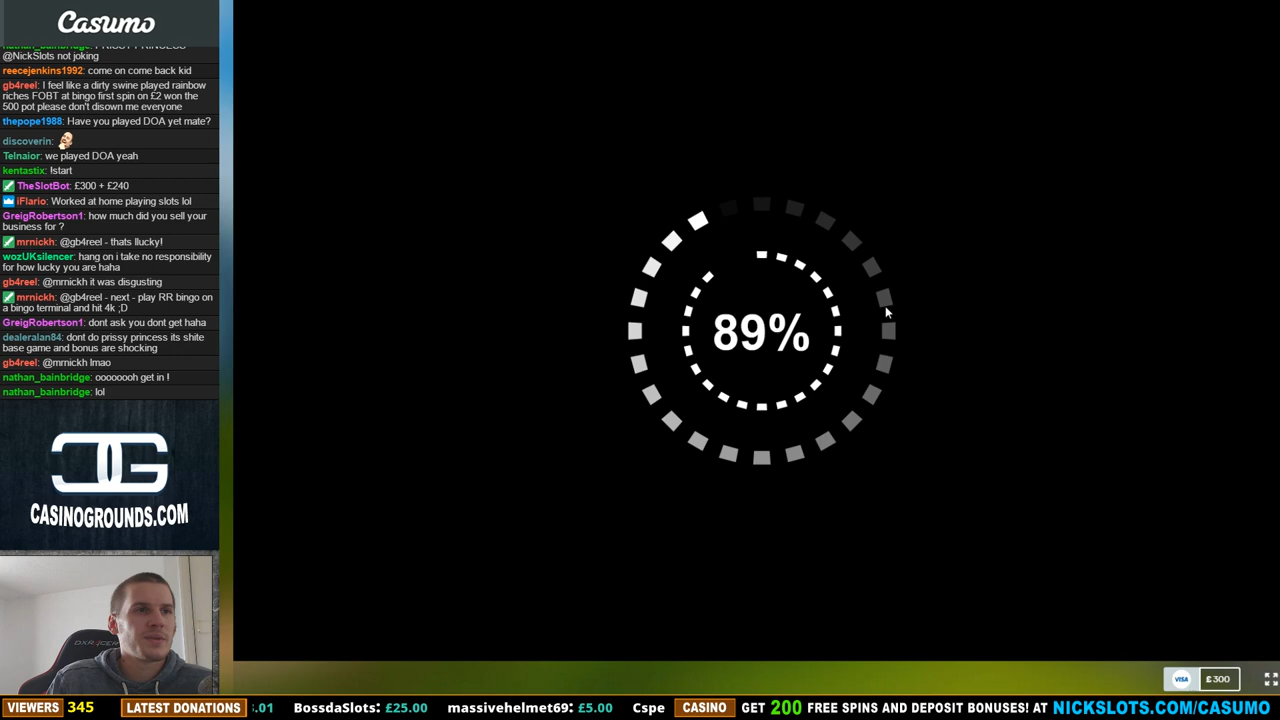 Casumo
nathan_bainbridge: PRISSY PRINCESS
@NickSlots not joking
reecejenkins1992: come on come back kid
gb4reel: I feel like a dirty swine played rainbow
riches FOBT at bingo first spin on £2 won the
500 pot please don't disown me everyone
thepope1988: Have you played DOA yet mate?
discoverin:
Telnaior: we played DOA yeah
kentastix: !start
TheSlotBot: £300 + £240
iFlario: Worked at home playing slots lol
GreigRobertson1: how much did you sell your
business for ?
mrnickh: @gb4reel - thats llucky!
wozUKsilencer: hang on i take no responsibility
for how lucky you are haha
gb4reel: @mrnickh it was disgusting
mrnickh: @gb4reel - next - play RR bingo on
a bingo terminal and hit 4k ;D
GreigRobertson1: dont ask you dont get haha
dealeralan84: dont do prissy princess its shite
base game and bonus are shocking
gb4reel: @mrnickh lmao
nathan_bainbridge: oooooooh get in !
nathan_bainbridge: lol
CASINOGROUNDS.COM
DXRACER
89%
VISA £300
VIEWERS 345 LATEST DONATIONS .01 BossdaSlots: £25.00 massivehelmet69: £5.00 Cspe CASINO GET 200 FREE SPINS AND DEPOSIT BONUSES! AT NICKSLOTS.COM/CASUMO